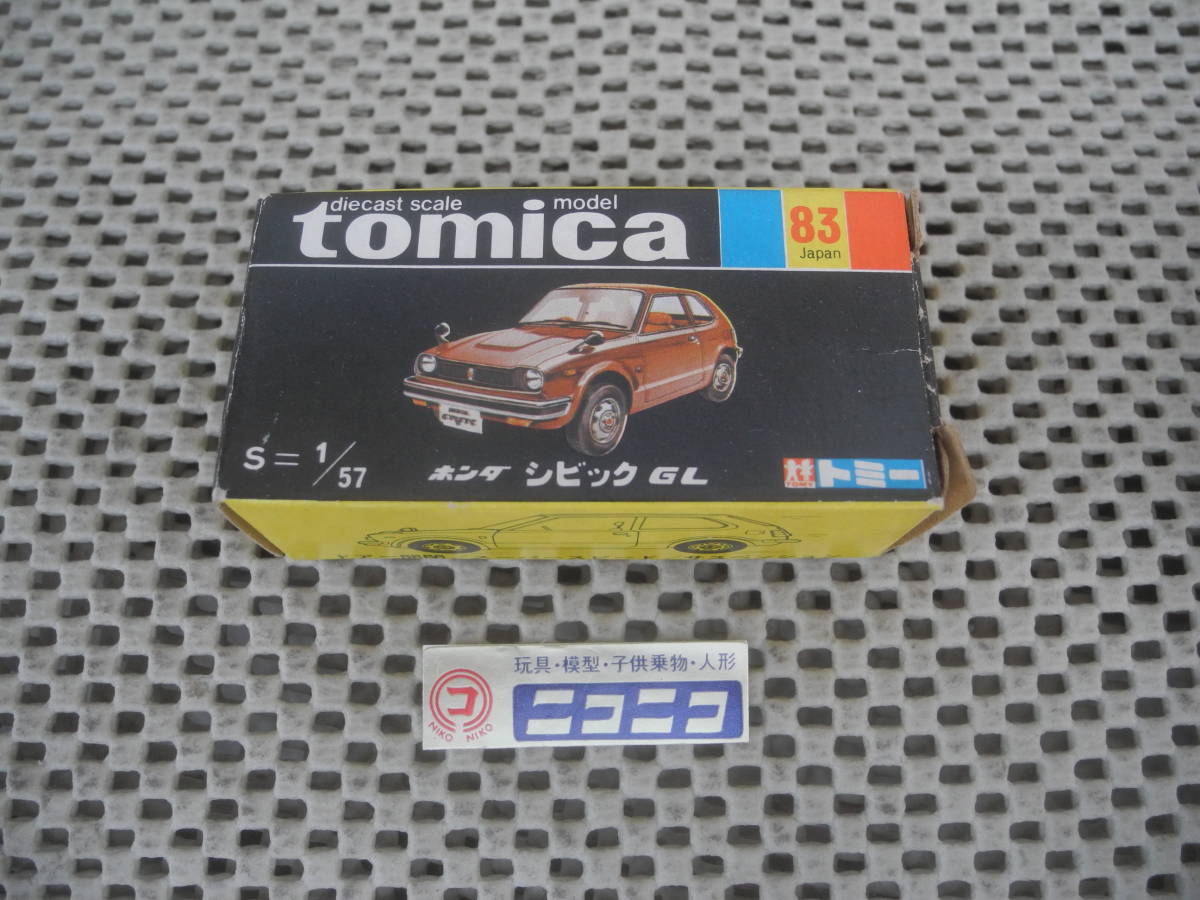 diecast scale model
tomica
83
Japan
S = 1/57
ホンダ シビック GL
TOMY トミー
玩具・模型・子供乗物・人形
コ
NIKO NIKO
ニコニコ